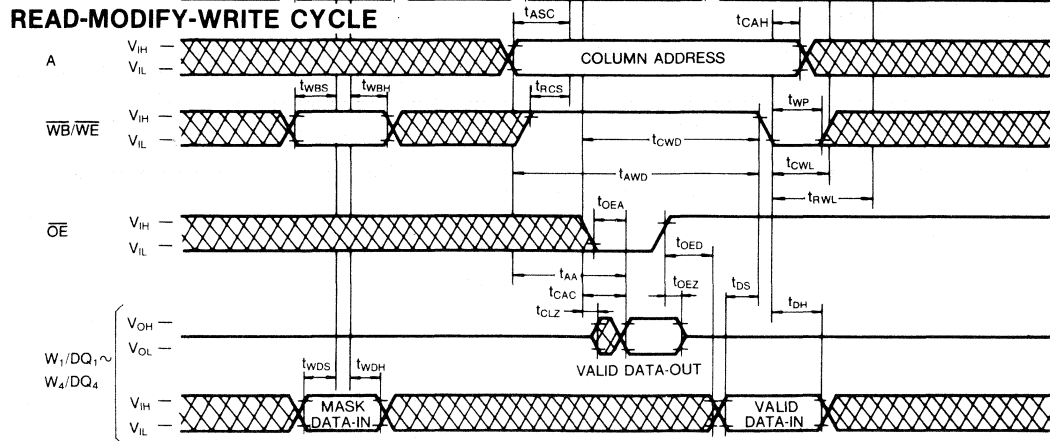 READ-MODIFY-WRITE CYCLE
tASC
tCAH
A
VIH
VIL
COLUMN ADDRESS
tWBS
tWBH
tRCS
tWP
WB/WE
VIH
VIL
tCWD
tCWL
tAWD
tRWL
OE
VIH
VIL
tOEA
tOED
tAA
tOEZ
tDS
tCAC
tDH
tCLZ
VOH
VOL
VALID DATA-OUT
W1/DQ1~
W4/DQ4
tWDS
tWDH
VIH
VIL
MASK
DATA-IN
VALID
DATA-IN